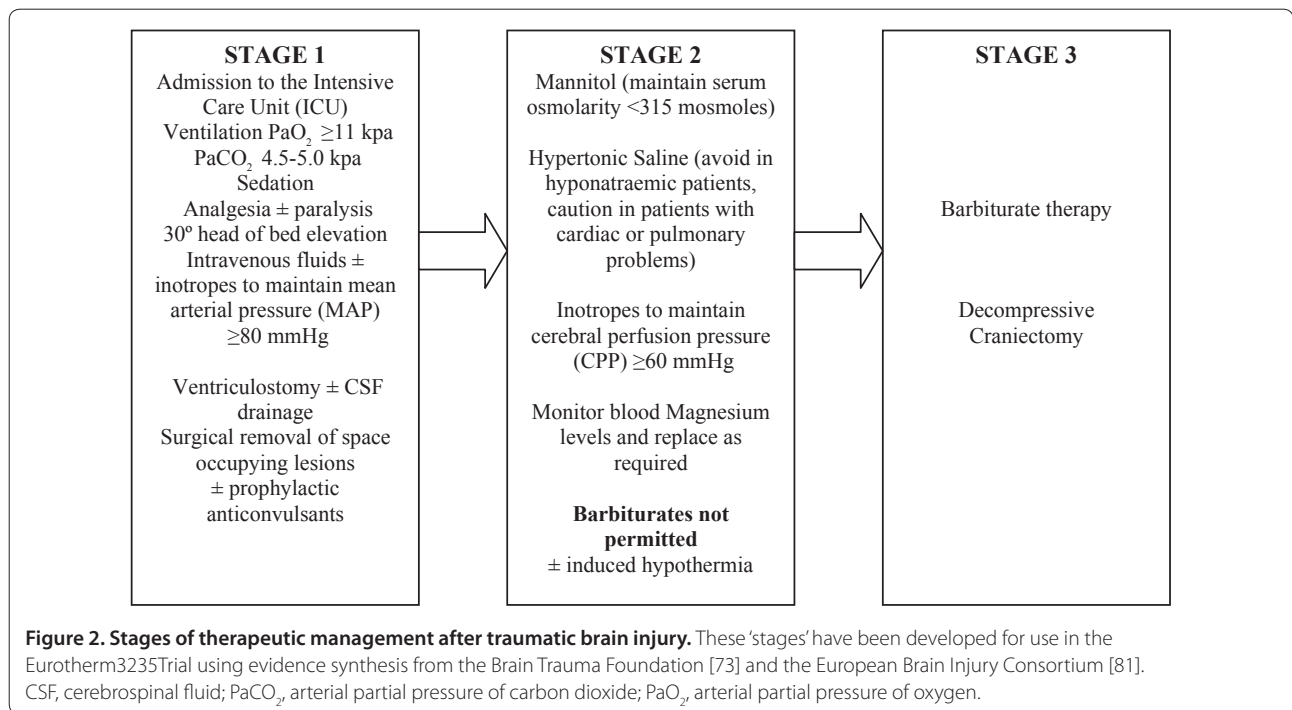 STAGE 1
Admission to the Intensive
Care Unit (ICU)
Ventilation PaO₂ ≥11 kpa
PaCO₂ 4.5-5.0 kpa
Sedation
Analgesia ± paralysis
30º head of bed elevation
Intravenous fluids ±
inotropes to maintain mean
arterial pressure (MAP)
≥80 mmHg
Ventriculostomy ± CSF
drainage
Surgical removal of space
occupying lesions
± prophylactic
anticonvulsants
STAGE 2
Mannitol (maintain serum
osmolarity <315 mosmoles)
Hypertonic Saline (avoid in
hyponatraemic patients,
caution in patients with
cardiac or pulmonary
problems)
Inotropes to maintain
cerebral perfusion pressure
(CPP) ≥60 mmHg
Monitor blood Magnesium
levels and replace as
required
Barbiturates not
permitted
± induced hypothermia
STAGE 3
Barbiturate therapy
Decompressive
Craniectomy
Figure 2. Stages of therapeutic management after traumatic brain injury. These ‘stages’ have been developed for use in the
Eurotherm3235Trial using evidence synthesis from the Brain Trauma Foundation [73] and the European Brain Injury Consortium [81].
CSF, cerebrospinal fluid; PaCO₂, arterial partial pressure of carbon dioxide; PaO₂, arterial partial pressure of oxygen.